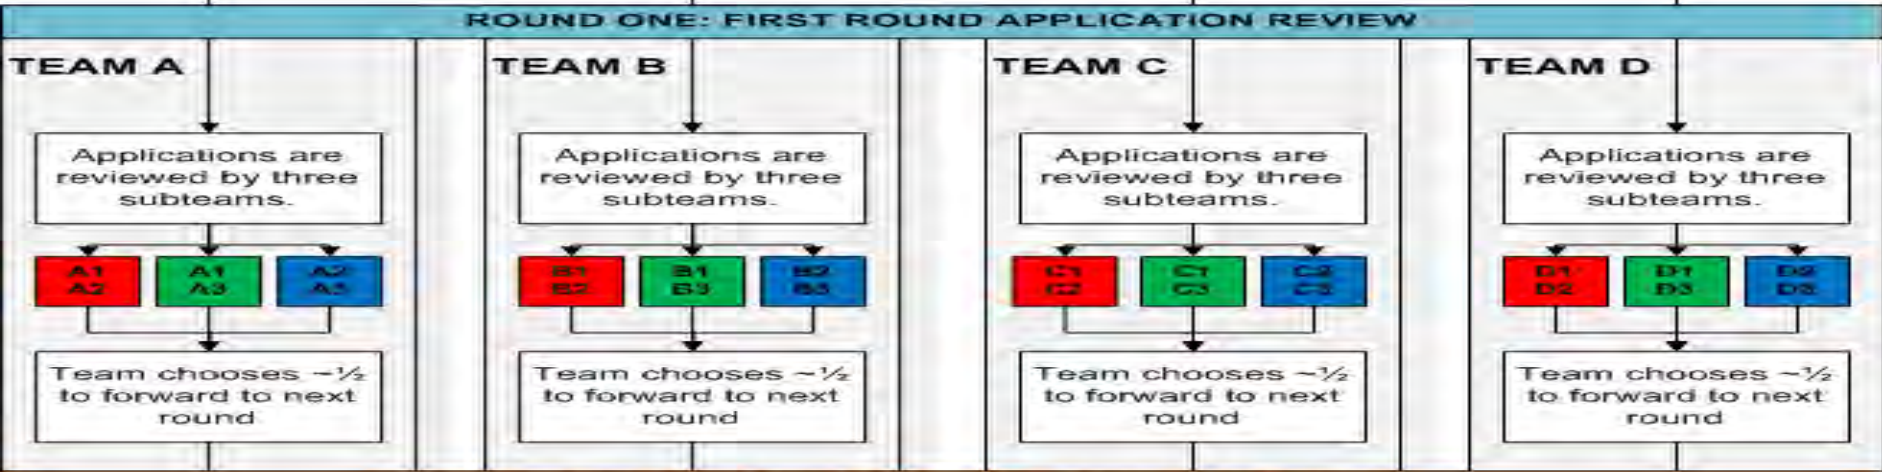 ROUND ONE: FIRST ROUND APPLICATION REVIEW
TEAM A
Applications are
reviewed by three
subteams.
A1
A2
A1
A3
A2
A3
Team chooses ~½
to forward to next
round
TEAM B
Applications are
reviewed by three
subteams.
B1
B2
B1
B3
B2
B3
Team chooses ~½
to forward to next
round
TEAM C
Applications are
reviewed by three
subteams.
C1
C2
C1
C3
C2
C3
Team chooses ~½
to forward to next
round
TEAM D
Applications are
reviewed by three
subteams.
D1
D2
D1
D3
D2
D3
Team chooses ~½
to forward to next
round